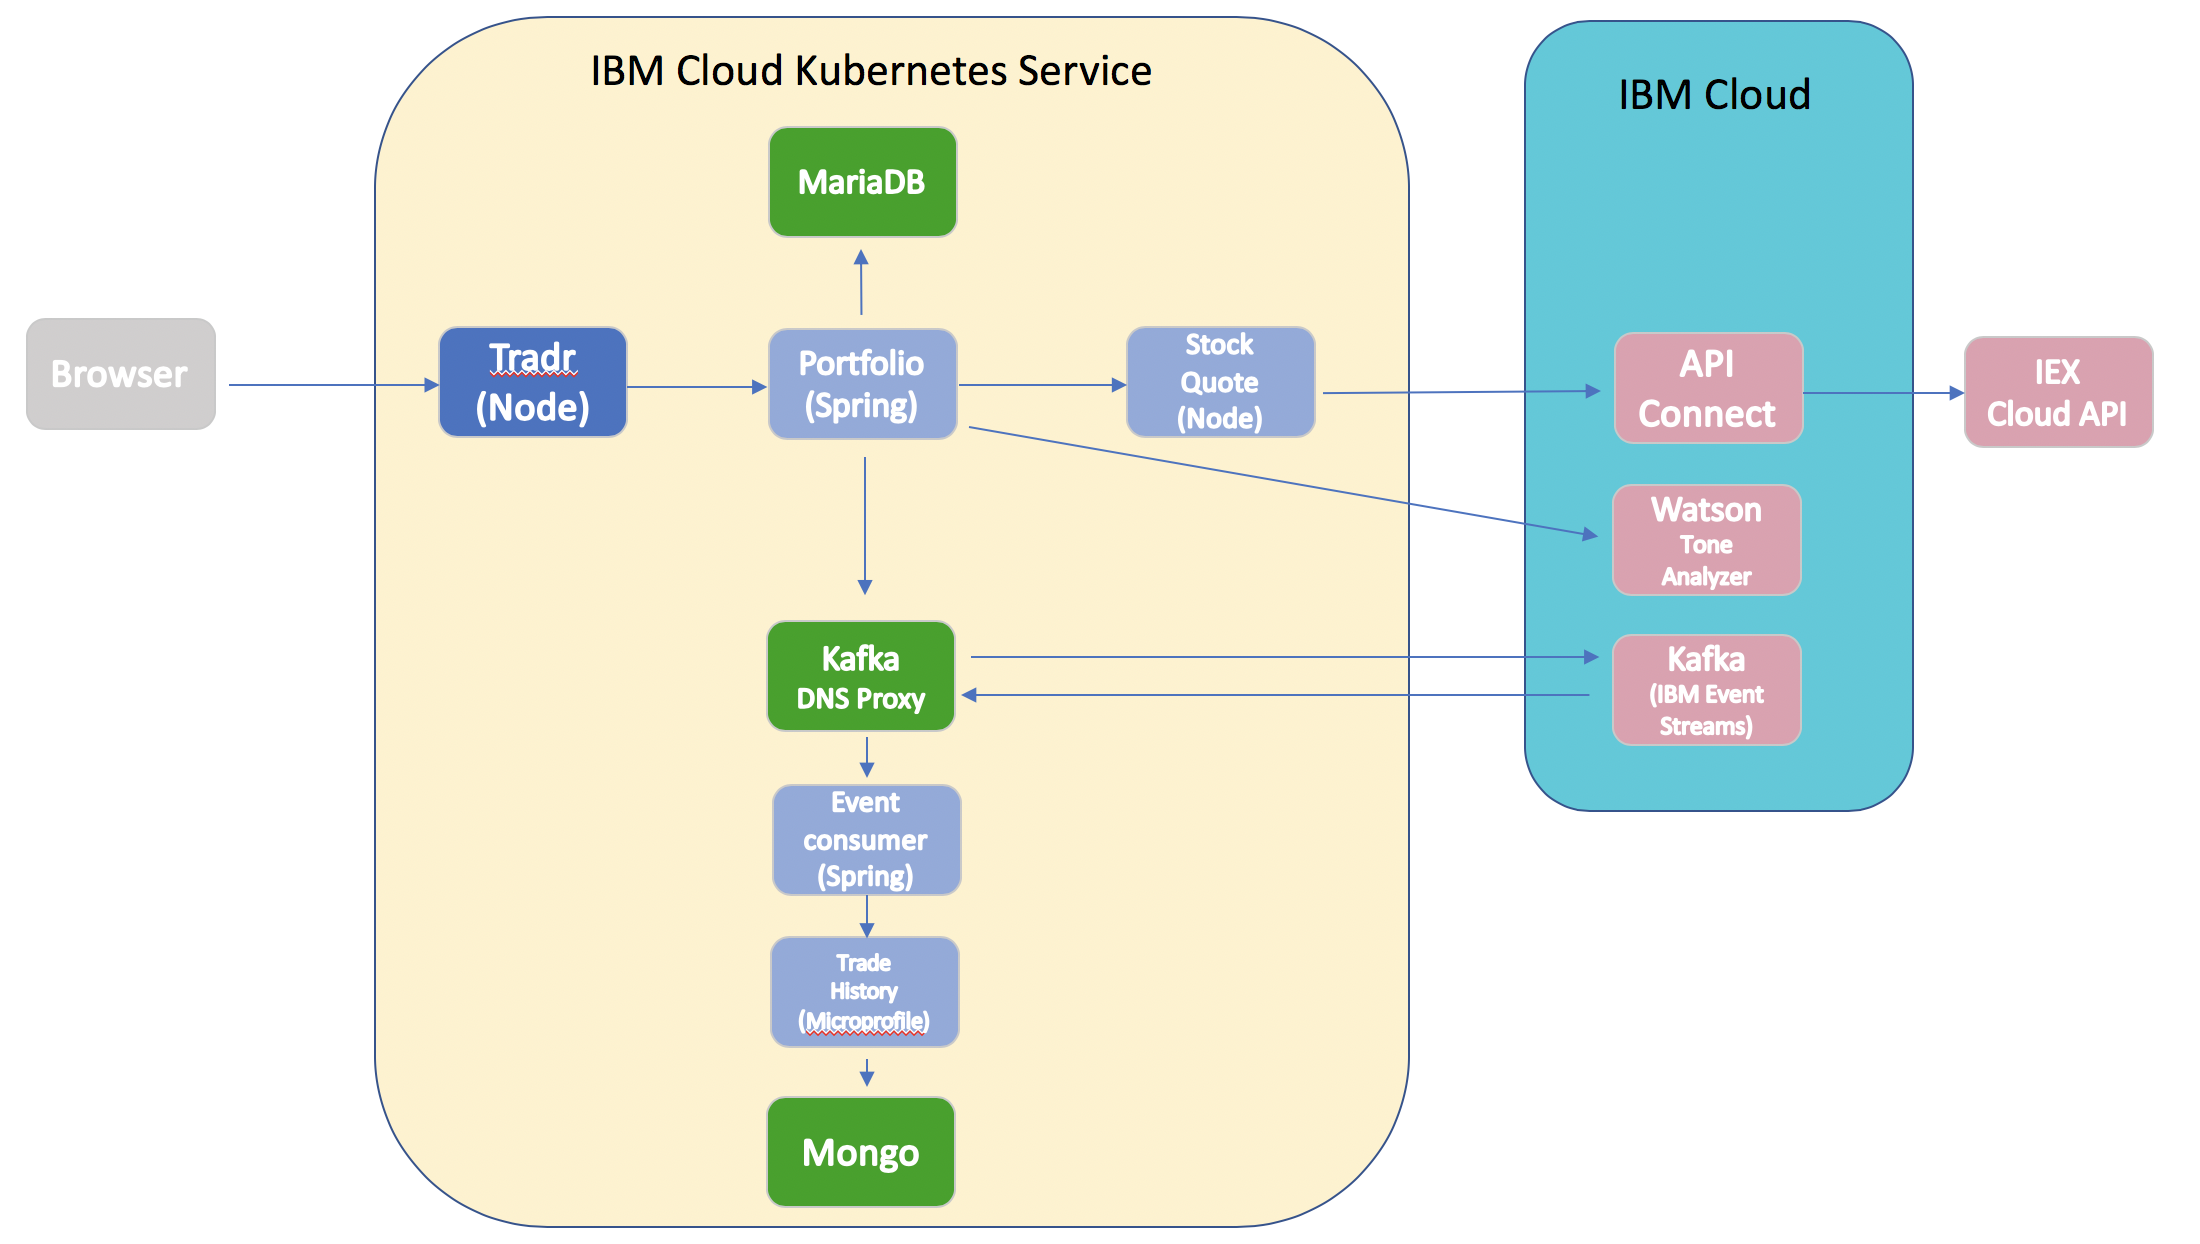 IBM Cloud Kubernetes Service
IBM Cloud
MariaDB
Browser
Tradr
(Node)
Portfolio
(Spring)
Stock
Quote
(Node)
API
Connect
IEX
Cloud API
Watson
Tone
Analyzer
Kafka
DNS Proxy
Kafka
(IBM Event
Streams)
Event
consumer
(Spring)
Trade
History
(Microprofile)
Mongo